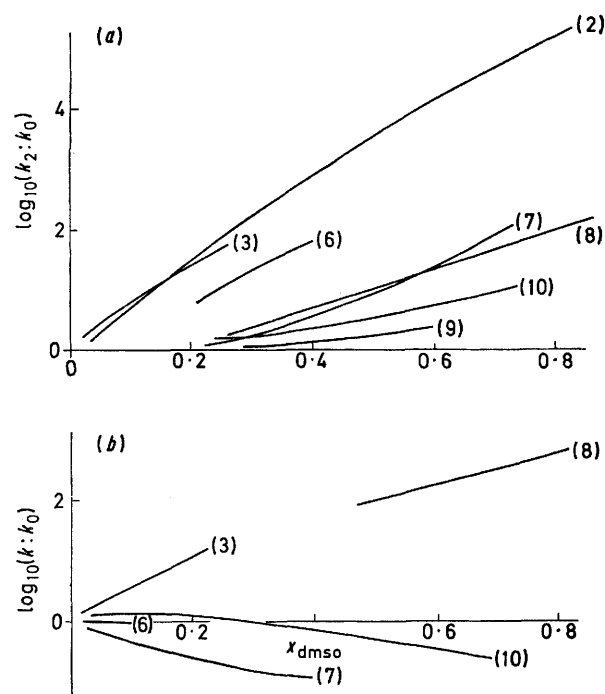 (a)
(2)
4
log₁₀(k₂:k₀)
(3)
(6)
(7)
2
(8)
(10)
(9)
0
0 0.2 0.4 0.6 0.8
(b)
(8)
2
log₁₀(k:k₀)
(3)
0
(6) 0.2 0.6 0.8
x dmso
(10)
(7)